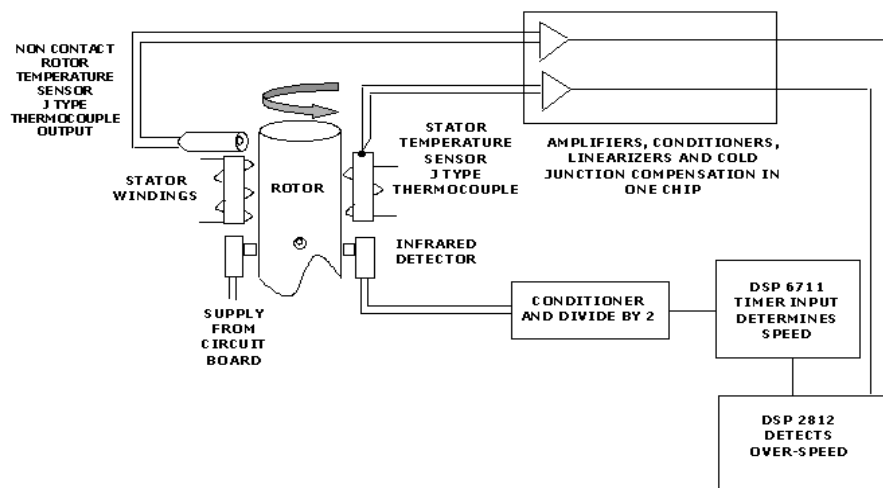 NON CONTACT
ROTOR
TEMPERATURE
SENSOR
J TYPE
THERMOCOUPLE
OUTPUT
STATOR
WINDINGS
ROTOR
STATOR
TEMPERATURE
SENSOR
J TYPE
THERMOCOUPLE
AMPLIFIERS, CONDITIONERS,
LINEARIZERS AND COLD
JUNCTION COMPENSATION IN
ONE CHIP
INFRARED
DETECTOR
SUPPLY
FROM
CIRCUIT
BOARD
CONDITIONER
AND DIVIDE BY 2
DSP 6711
TIMER INPUT
DETERMINES
SPEED
DSP 2812
DETECTS
OVER-SPEED